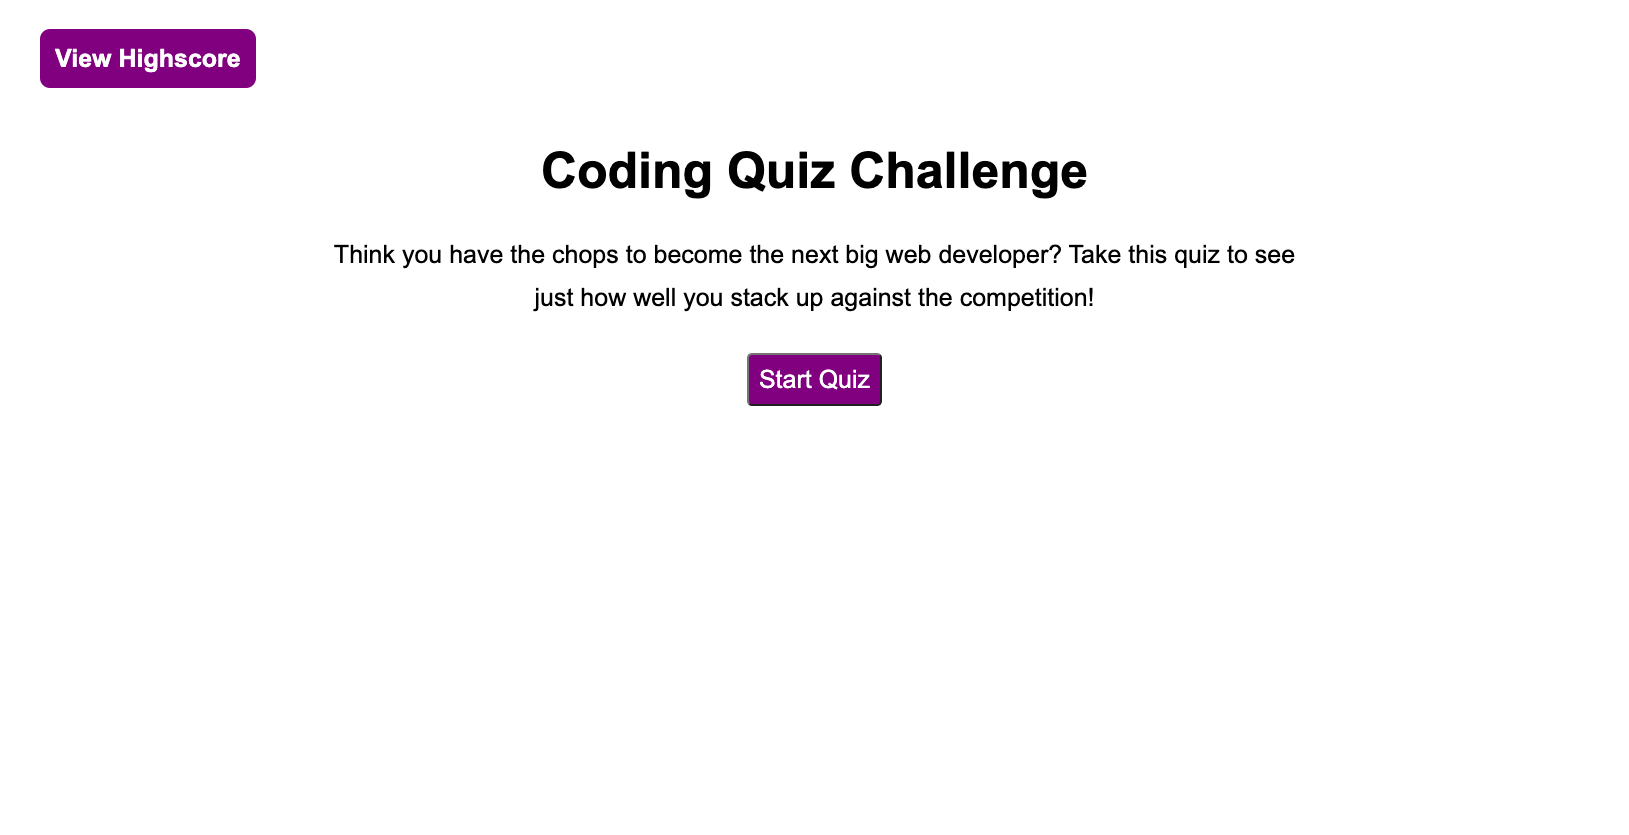 View Highscore
Coding Quiz Challenge
Think you have the chops to become the next big web developer? Take this quiz to see
just how well you stack up against the competition!
Start Quiz